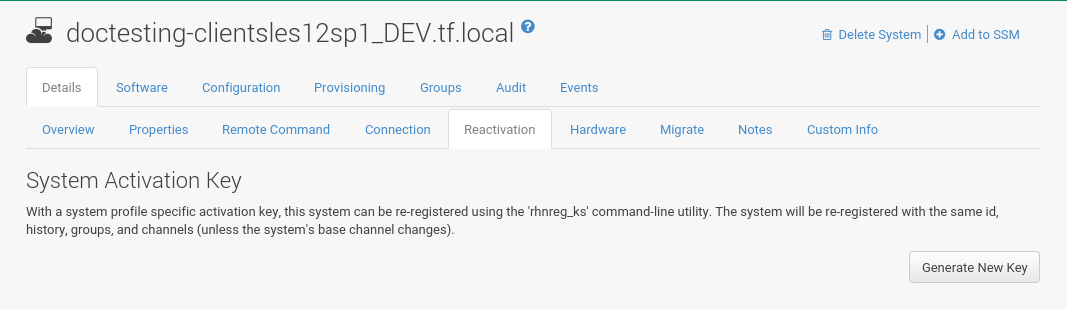 doctesting-clientsles12sp1_DEV.tf.local ?
Delete System | Add to SSM
Details Software Configuration Provisioning Groups Audit Events
Overview Properties Remote Command Connection Reactivation Hardware Migrate Notes Custom Info
System Activation Key
With a system profile specific activation key, this system can be re-registered using the 'rhnreg_ks' command-line utility. The system will be re-registered with the same id,
history, groups, and channels (unless the system's base channel changes).
Generate New Key